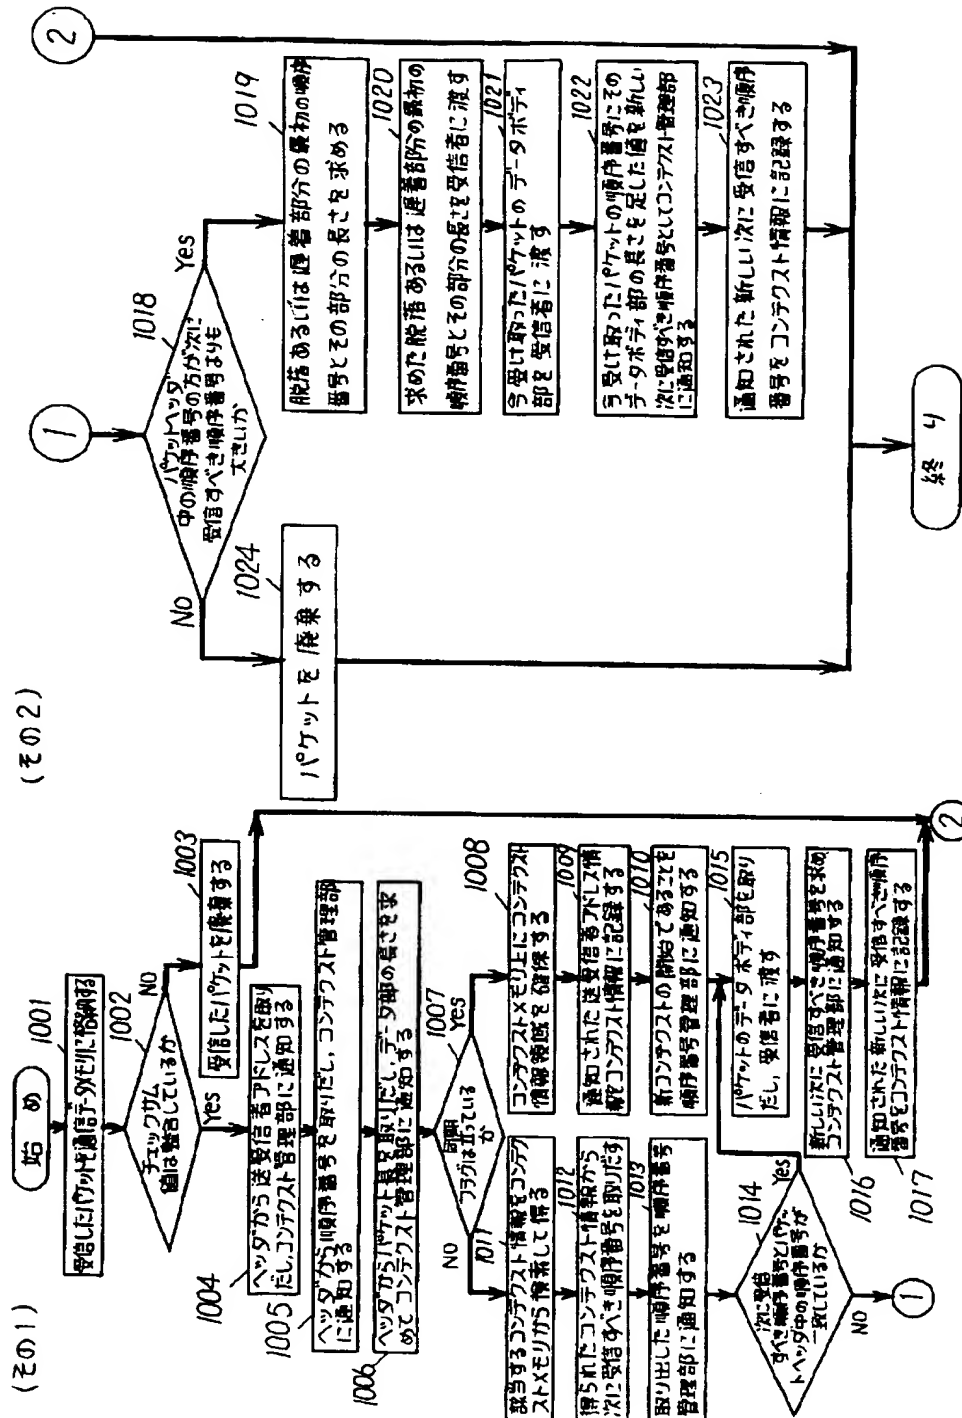 (その1)
始め
1001
受信したパケットを通信データメモリに格納する
1002
チェックサム
値は整合しているか
NO
Yes
1003
受信したパケットを廃棄する
1004
ヘッダから送受信者アドレスを取り
だし,コンテクスト管理部に通知する
1005
ヘッダから順序番号を取りだし,コンテクスト管理部
に通知する
1006
ヘッダからパケット長を取りだし,データ部の長さを求
めてコンテクスト管理部に通知する
1007
同期
フラグは立っている
か
Yes
NO
1008
コンテクストメモリ上にコンテクスト
情報領域を確保する
1009
通知された送受信者アドレス情
報をコンテクスト情報に記録する
1010
新コンテクストの開始であることを
順序番号管理部に通知する
1011
該当するコンテクスト情報をコンテク
ストメモリから検索して得る
1012
得られたコンテクスト情報から
次に受信すべき順序番号を取りだす
1013
取り出した順序番号を順序番号
管理部に通知する
1014
次に受信
すべき順序番号とパケッ
トヘッダ中の順序番号が
一致しているか
Yes
NO
1015
パケットのデータボディ部を取り
だし,受信者に渡す
1016
新しい次に受信すべき順序番号を求め
コンテクスト管理部に通知する
1017
通知された新しい次に受信すべき順序
番号をコンテクスト情報に記録する
1
2
(その2)
1
2
1018
パケットヘッダ
中の順序番号の方が次に
受信すべき順序番号よりも
大きいか
Yes
NO
1019
脱落あるいは遅着部分の最初の順序
番号とその部分の長さを求める
1020
求めた脱落あるいは遅着部分の最初の
順序番号とその部分の長さを受信者に渡す
1021
今受け取ったパケットのデータボディ
部を受信者に渡す
1022
今受け取ったパケットの順序番号にその
データボディ部の長さを足した値を新しい
次に受信すべき順序番号としてコンテクスト管理部
に通知する
1023
通知された新しい次に受信すべき順序
番号をコンテクスト情報に記録する
1024
パケットを廃棄する
終り